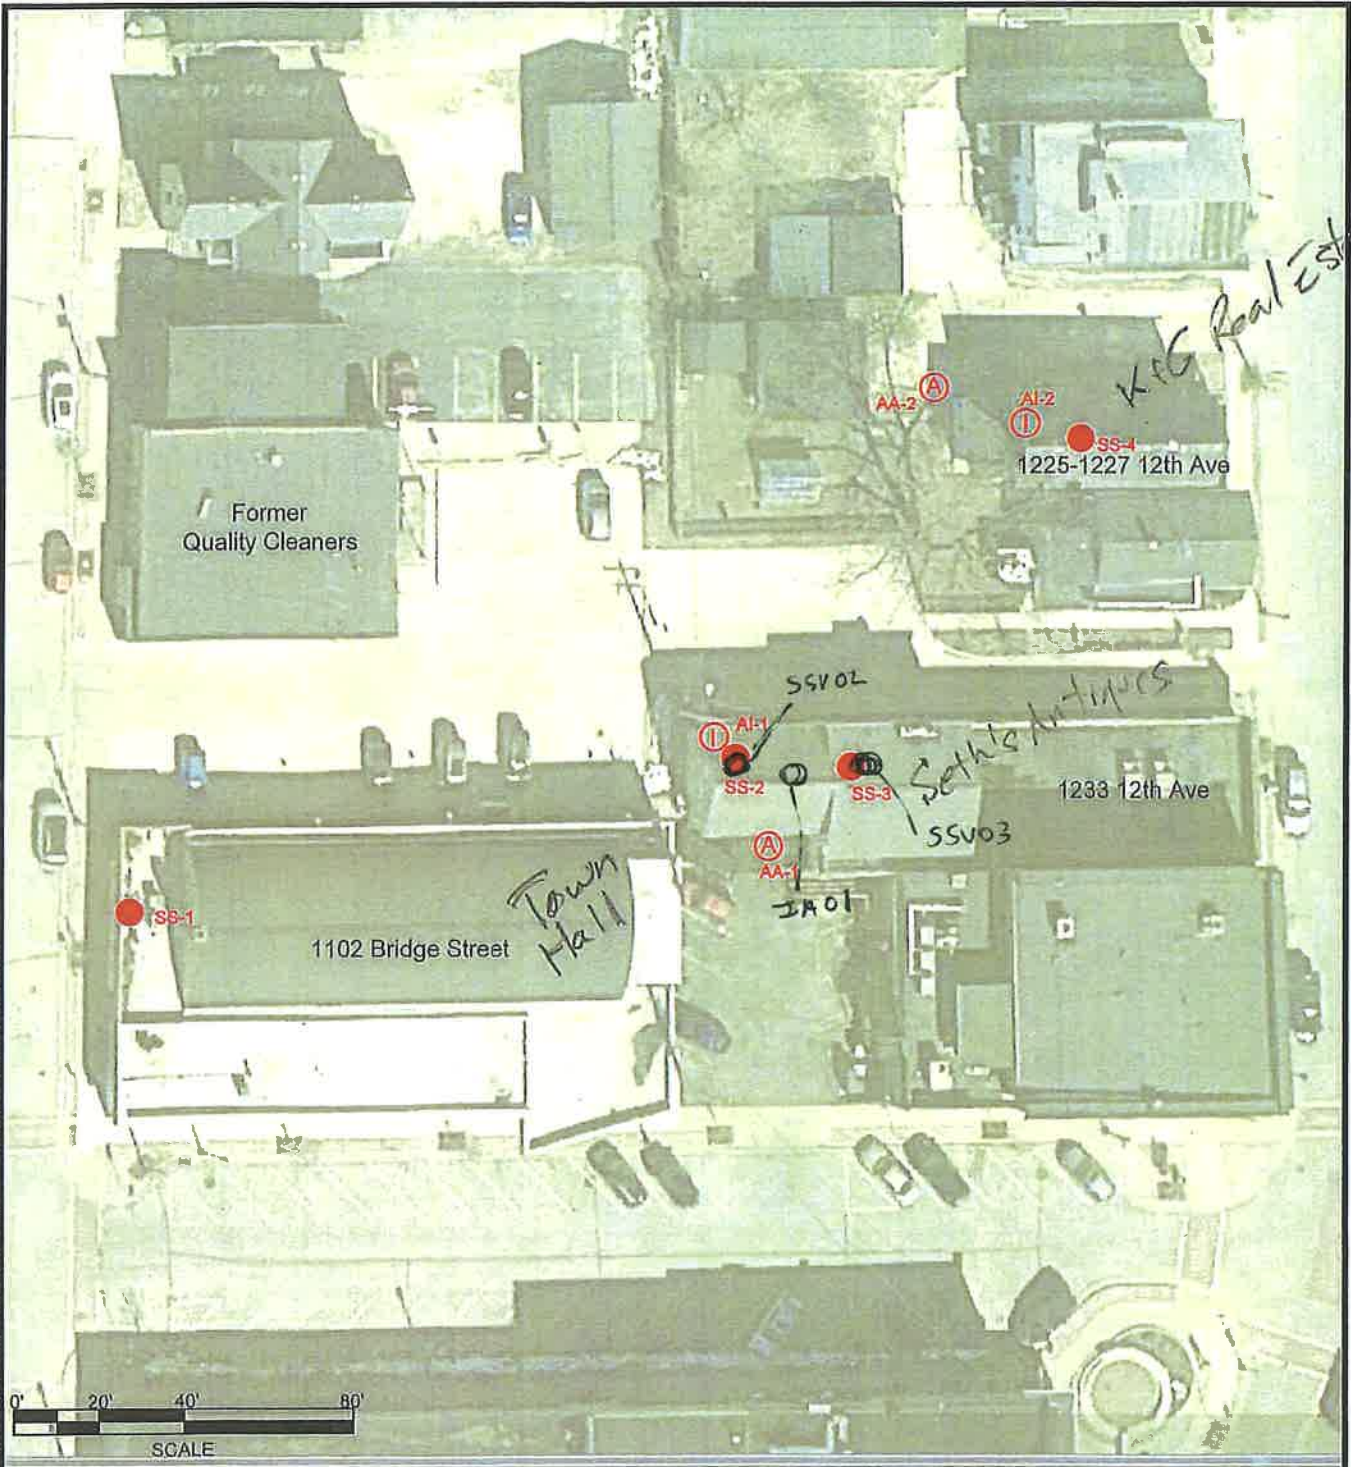 AA-2
AI-2
SS-4
K+C Real Est
1225-1227 12th Ave
Former
Quality Cleaners
SSV02
AI-1
SS-2
SS-3
Seth's Antiques
1233 12th Ave
SSV03
AA-1
IA01
SS-1
Town
Hall
1102 Bridge Street
0' 20' 40' 80'
SCALE
A
I
I
A